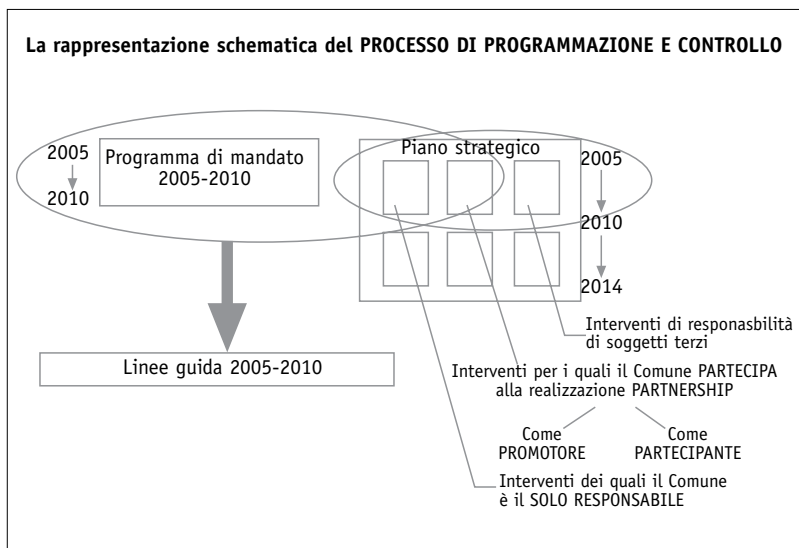 La rappresentazione schematica del PROCESSO DI PROGRAMMAZIONE E CONTROLLO
2005
2010
Programma di mandato
2005-2010
Piano strategico
2005
2010
2014
Linee guida 2005-2010
Interventi di responasbilità
di soggetti terzi
Interventi per i quali il Comune PARTECIPA
alla realizzazione PARTNERSHIP
Come
PROMOTORE
Come
PARTECIPANTE
Interventi dei quali il Comune
è il SOLO RESPONSABILE